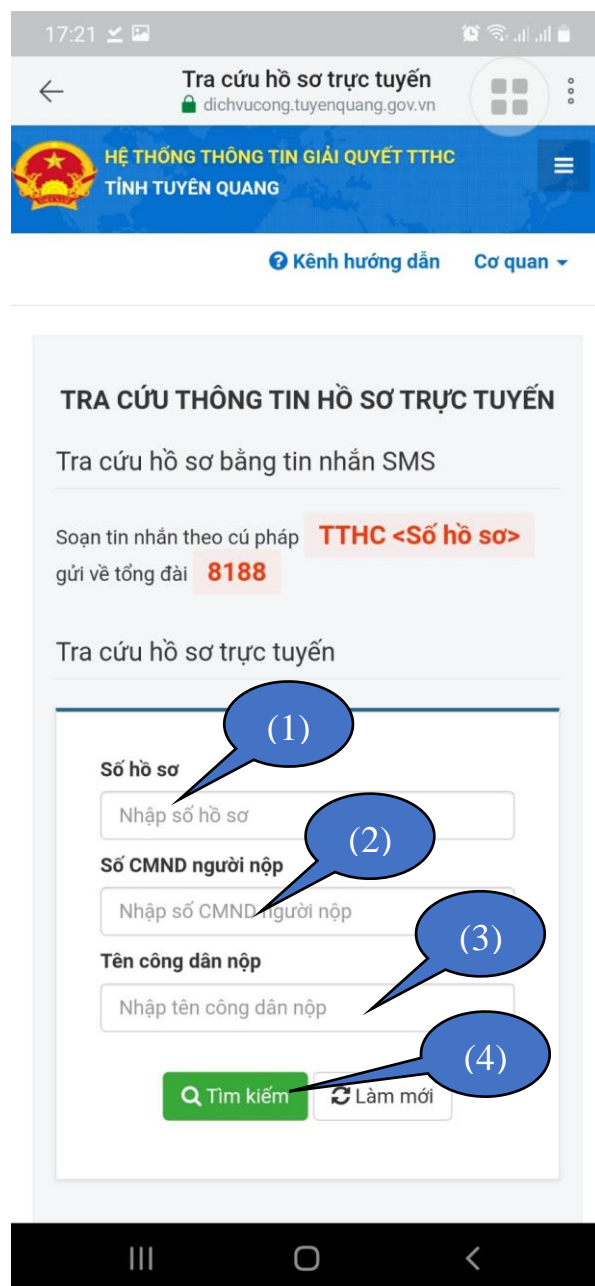 17:21
Tra cứu hồ sơ trực tuyến
dichvucong.tuyenquang.gov.vn
HỆ THỐNG THÔNG TIN GIẢI QUYẾT TTHC
TỈNH TUYÊN QUANG
Kênh hướng dẫn Cơ quan
TRA CỨU THÔNG TIN HỒ SƠ TRỰC TUYẾN
Tra cứu hồ sơ bằng tin nhắn SMS
Soạn tin nhắn theo cú pháp TTHC <Số hồ sơ>
gửi về tổng đài 8188
Tra cứu hồ sơ trực tuyến
(1)
Số hồ sơ
Nhập số hồ sơ
(2)
Số CMND người nộp
Nhập số CMND người nộp
(3)
Tên công dân nộp
Nhập tên công dân nộp
(4)
Tìm kiếm Làm mới